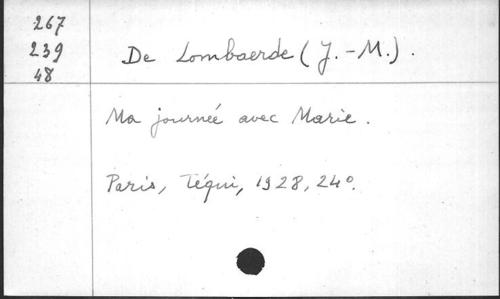 267
239
48
De Lombaerde (J.-M.).
Ma journée avec Marie.
Paris, Téqui, 1928, 24°.